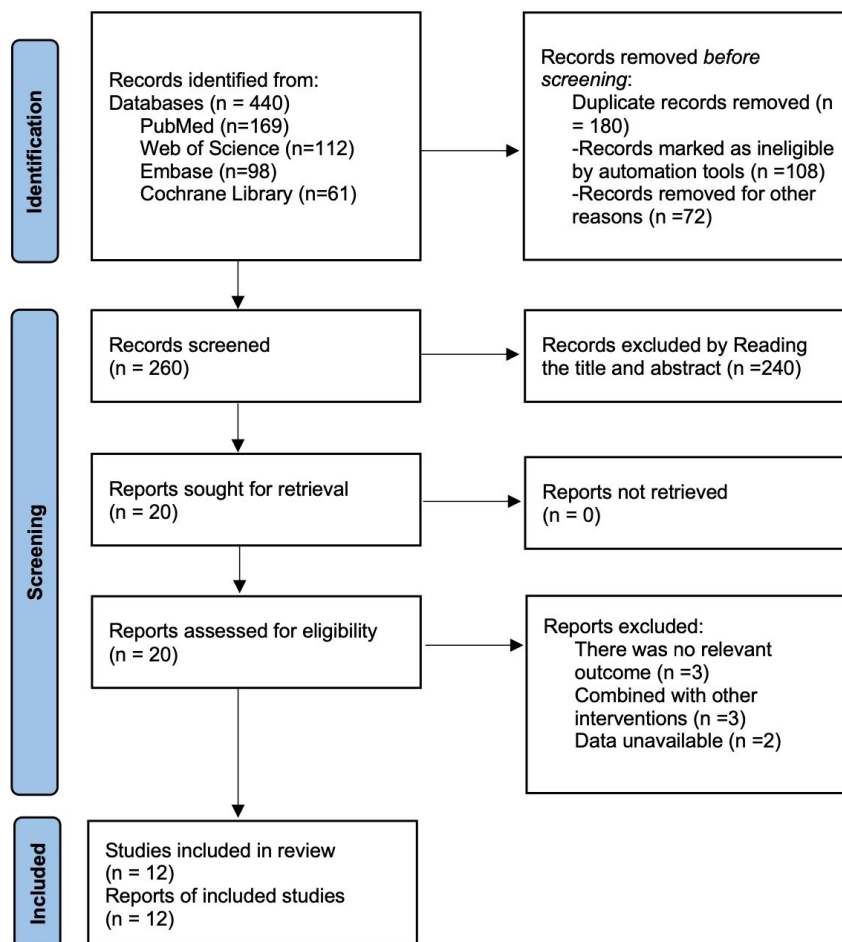 Identification
Records identified from:
Databases (n = 440)
PubMed (n=169)
Web of Science (n=112)
Embase (n=98)
Cochrane Library (n=61)
Records removed before
screening:
Duplicate records removed (n
= 180)
-Records marked as ineligible
by automation tools (n =108)
-Records removed for other
reasons (n =72)
Screening
Records screened
(n = 260)
Records excluded by Reading
the title and abstract (n =240)
Reports sought for retrieval
(n = 20)
Reports not retrieved
(n = 0)
Reports assessed for eligibility
(n = 20)
Reports excluded:
There was no relevant
outcome (n =3)
Combined with other
interventions (n =3)
Data unavailable (n =2)
Included
Studies included in review
(n = 12)
Reports of included studies
(n = 12)